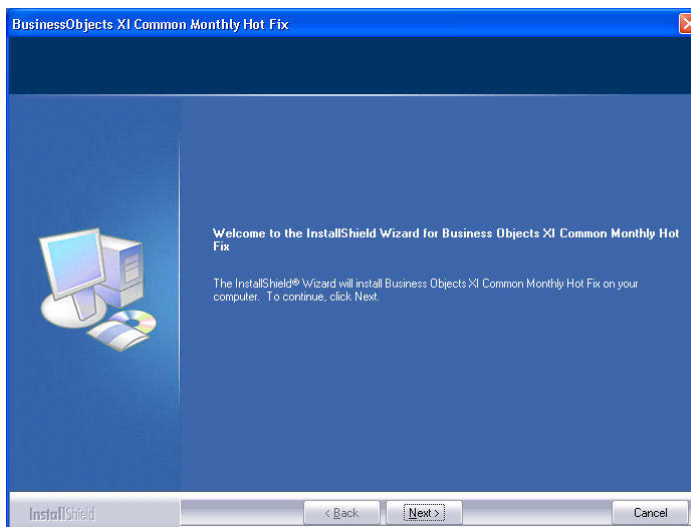 BusinessObjects XI Common Monthly Hot Fix
Welcome to the InstallShield Wizard for Business Objects XI Common Monthly Hot
Fix
The InstallShield® Wizard will install Business Objects XI Common Monthly Hot Fix on your
computer. To continue, click Next.
InstallShield
< Back
Next >
Cancel